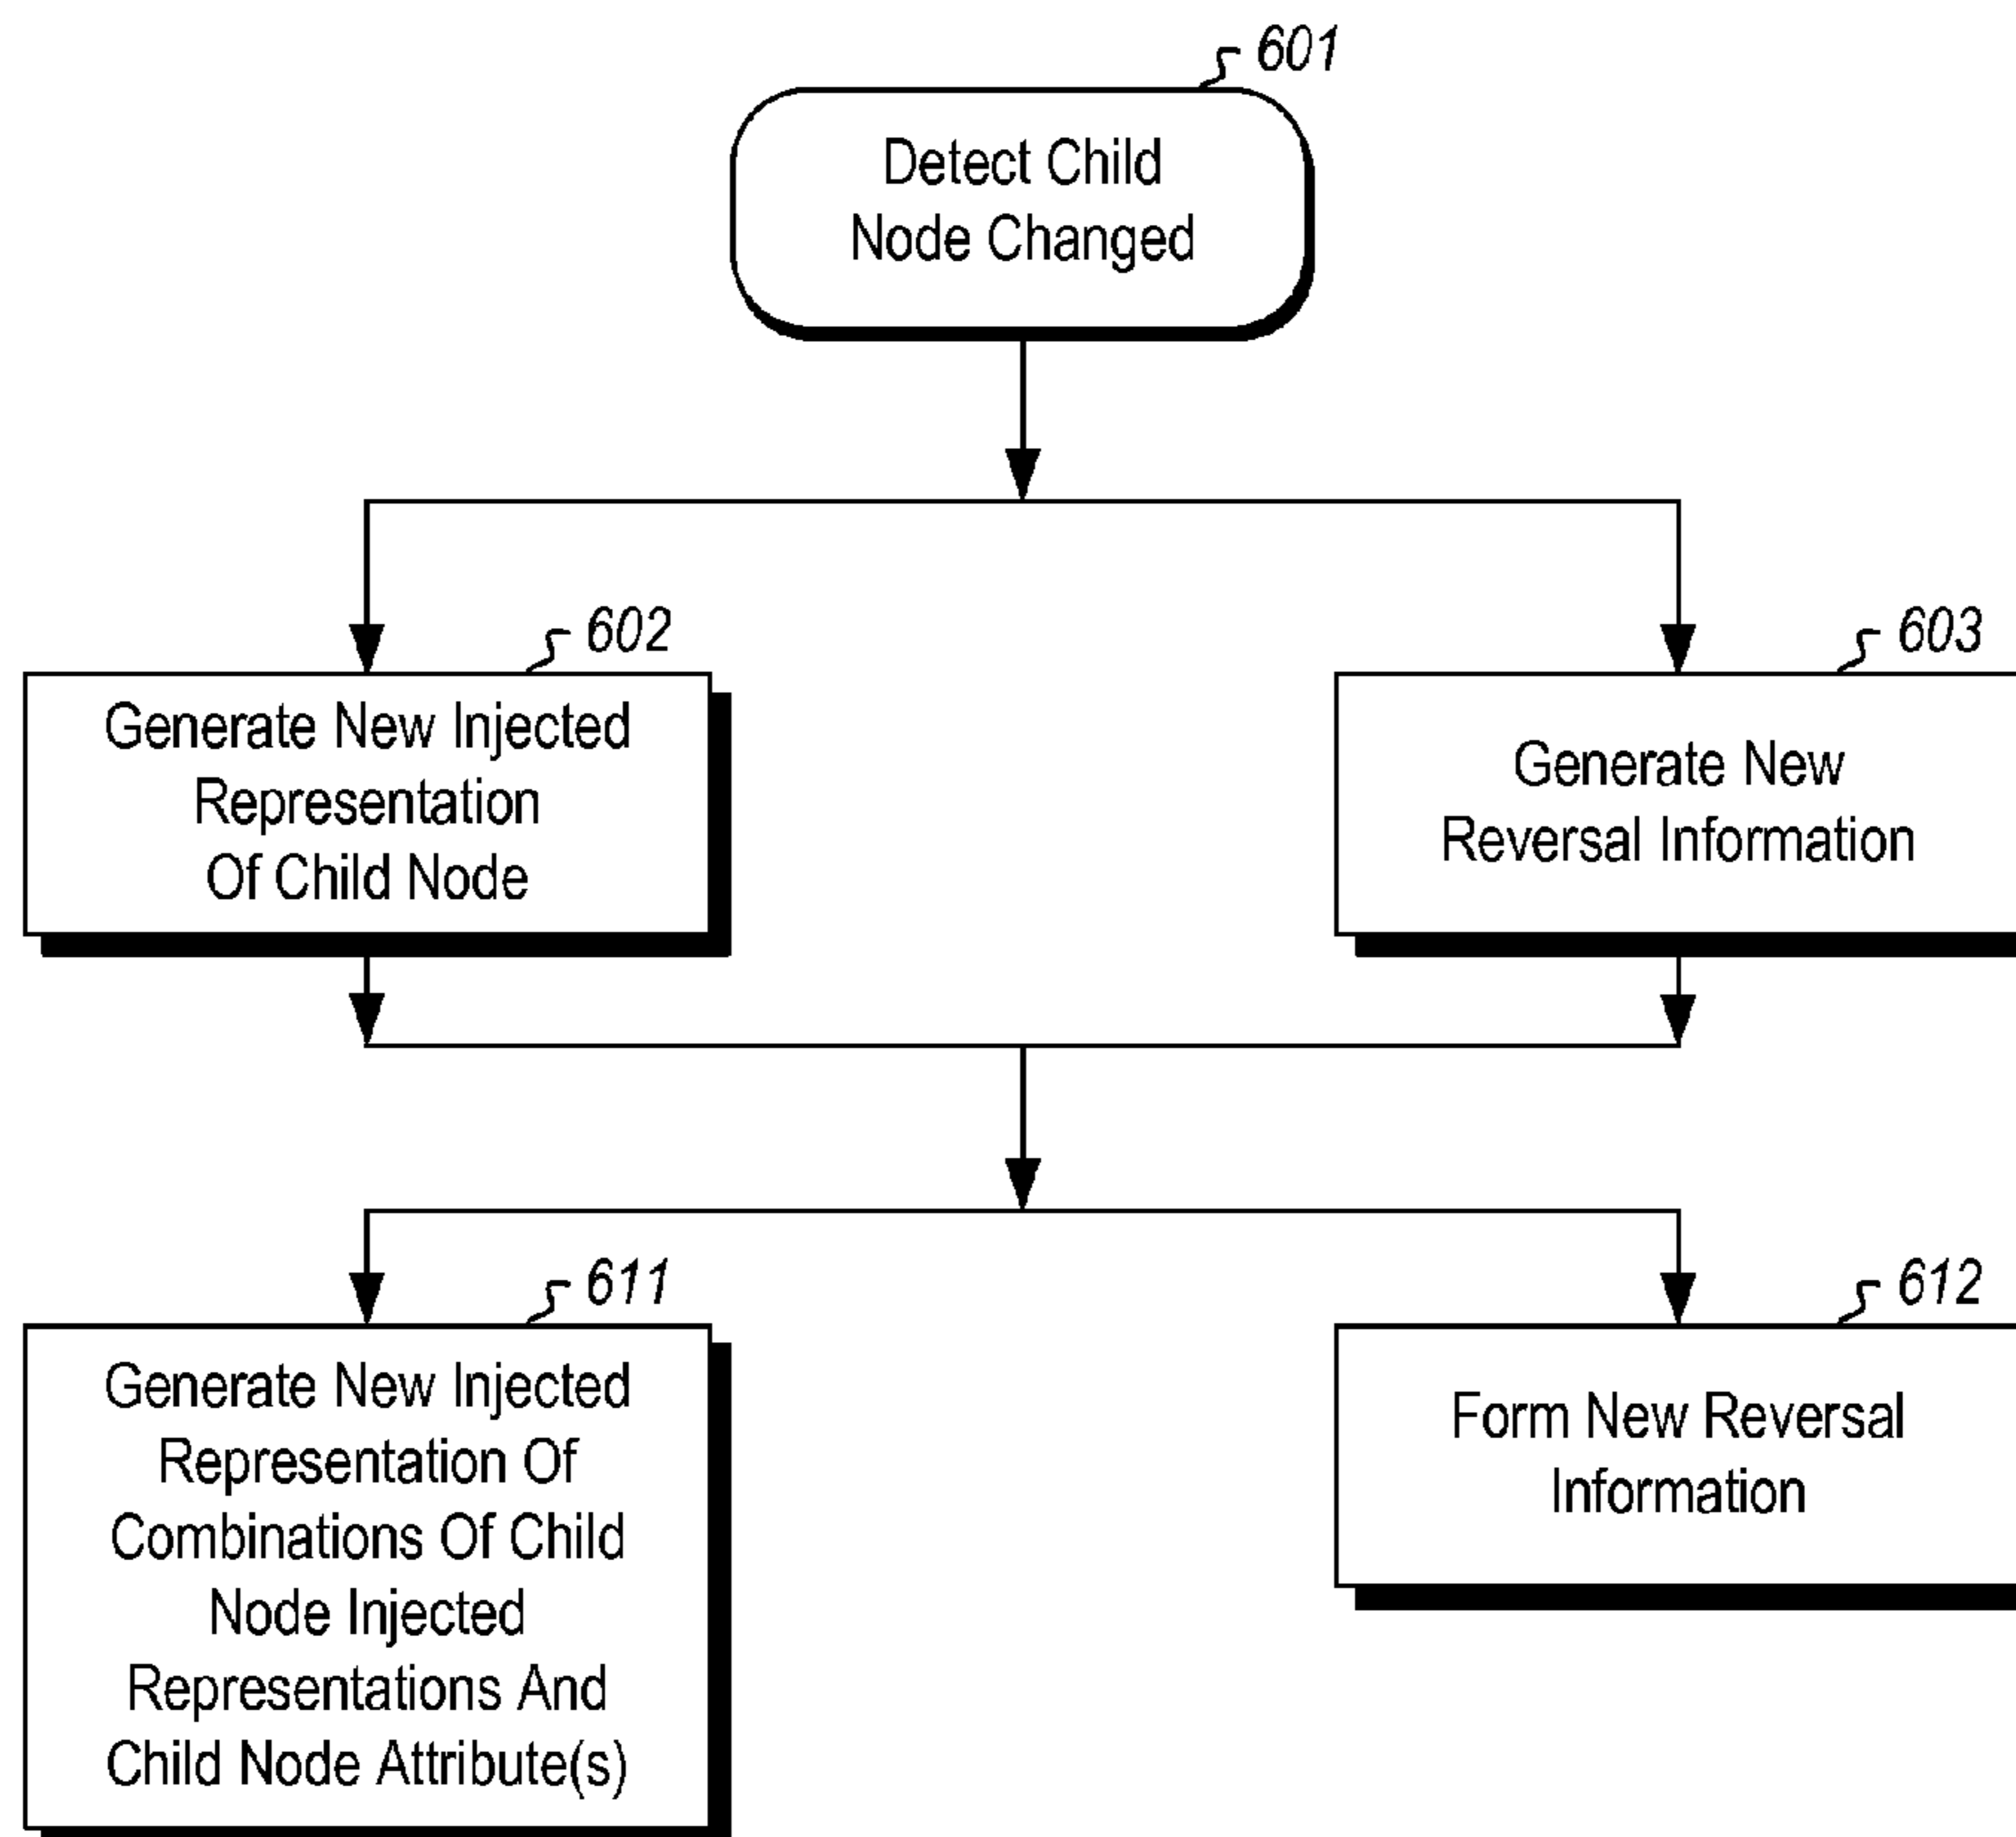 601
Detect Child
Node Changed
602
Generate New Injected
Representation
Of Child Node
603
Generate New
Reversal Information
611
Generate New Injected
Representation Of
Combinations Of Child
Node Injected
Representations And
Child Node Attribute(s)
612
Form New Reversal
Information